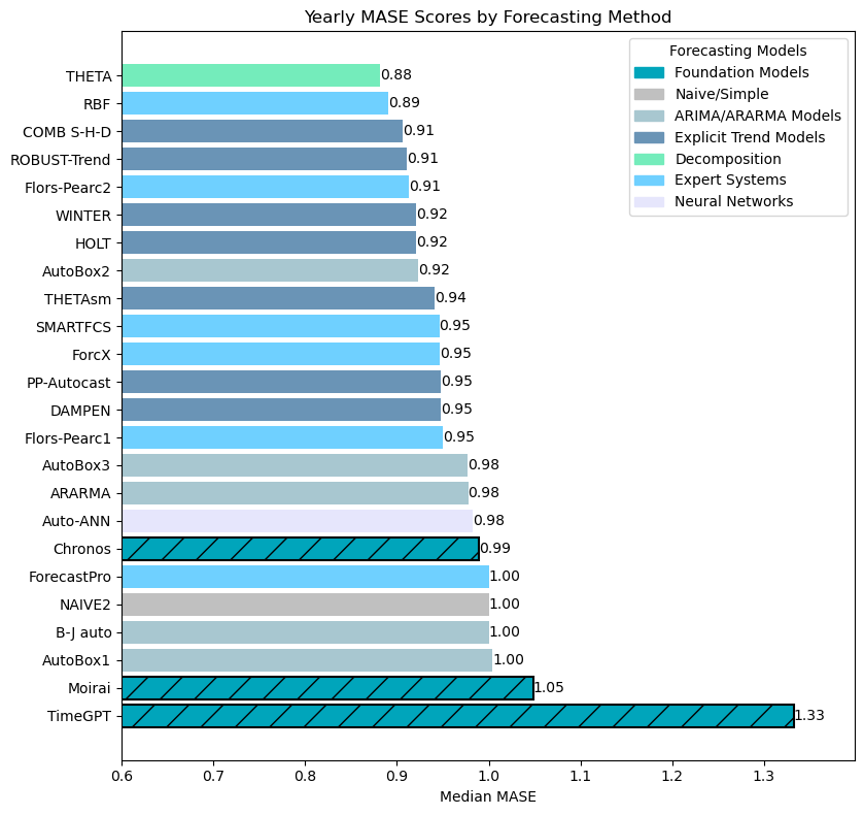 Yearly MASE Scores by Forecasting Method
Forecasting Models
Foundation Models
Naive/Simple
ARIMA/ARARMA Models
Explicit Trend Models
Decomposition
Expert Systems
Neural Networks
THETA 0.88
RBF 0.89
COMB S-H-D 0.91
ROBUST-Trend 0.91
Flors-Pearc2 0.91
WINTER 0.92
HOLT 0.92
AutoBox2 0.92
THETAsm 0.94
SMARTFCS 0.95
ForcX 0.95
PP-Autocast 0.95
DAMPEN 0.95
Flors-Pearc1 0.95
AutoBox3 0.98
ARARMA 0.98
Auto-ANN 0.98
Chronos 0.99
ForecastPro 1.00
NAIVE2 1.00
B-J auto 1.00
AutoBox1 1.00
Moirai 1.05
TimeGPT 1.33
0.6 0.7 0.8 0.9 1.0 1.1 1.2 1.3
Median MASE